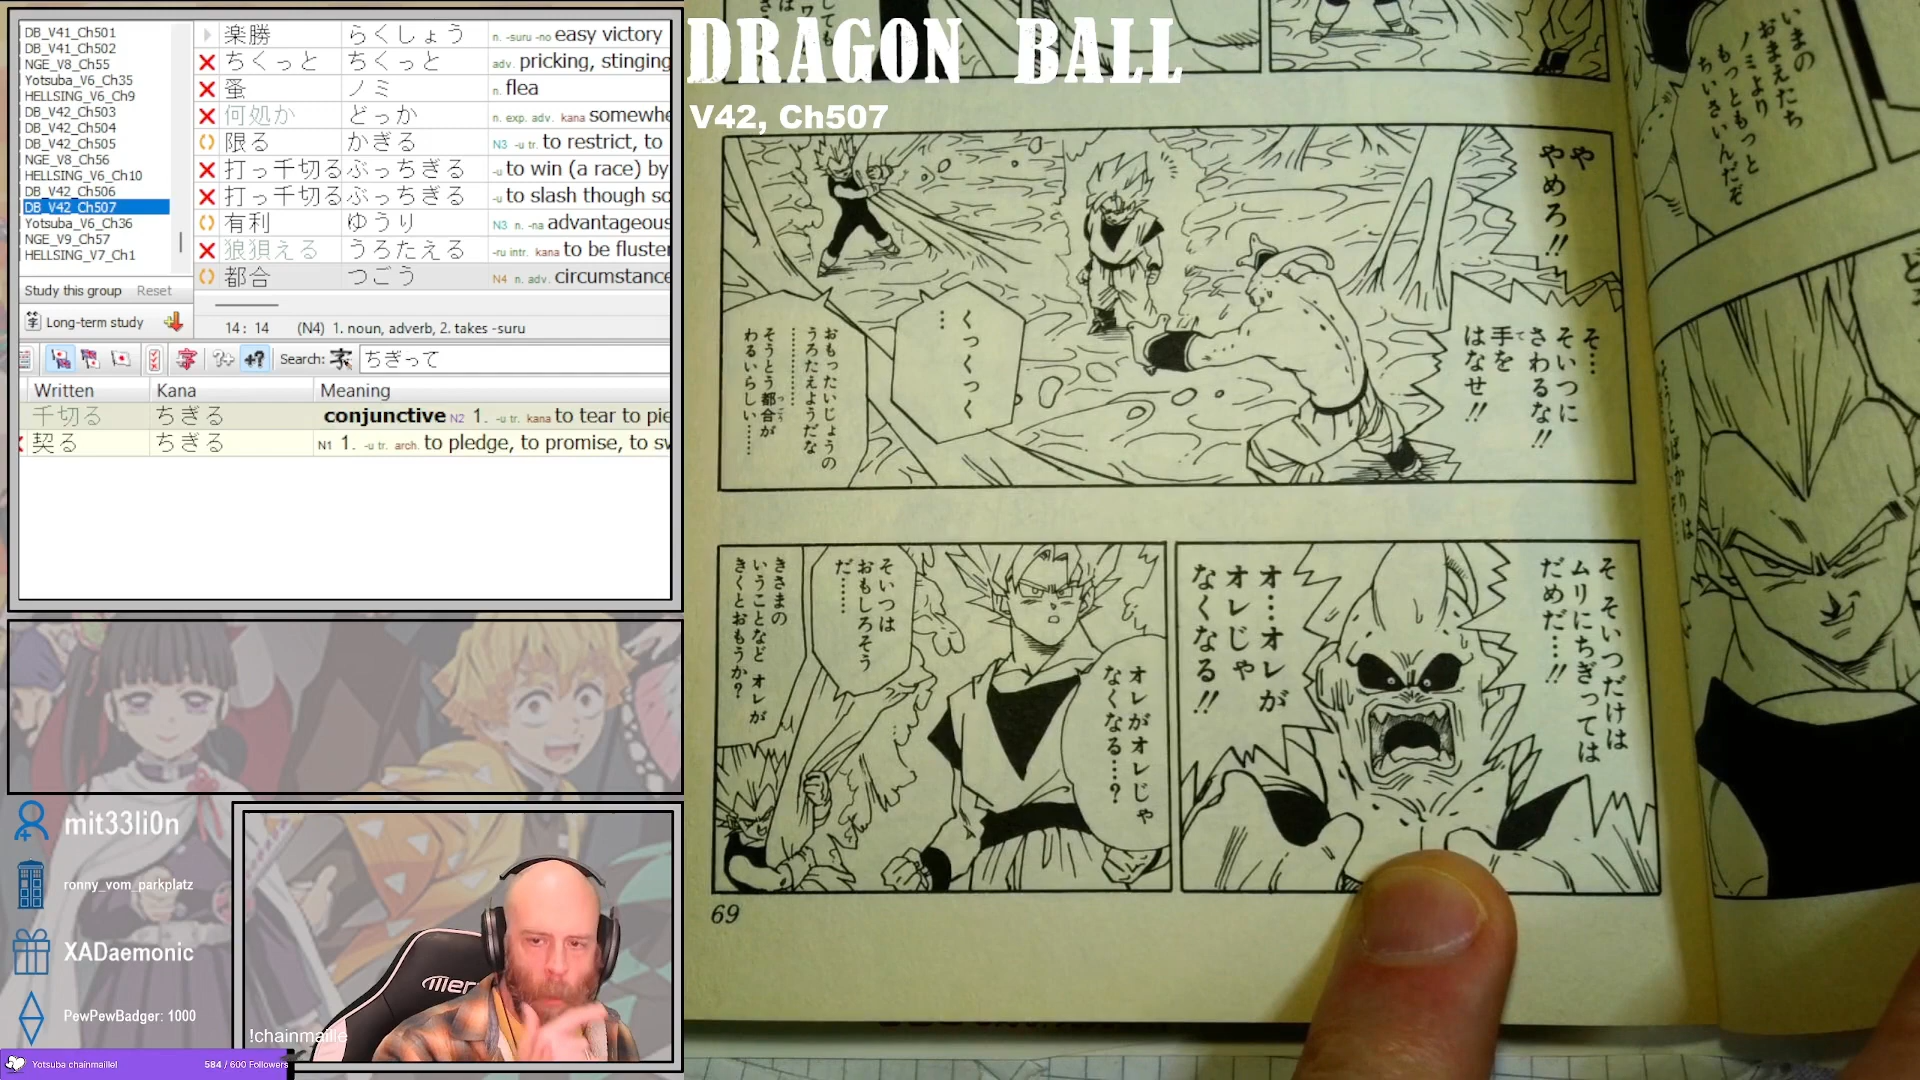 DB_V41_Ch501
DB_V41_Ch502
NGE_V8_Ch55
Yotsuba_V6_Ch35
HELLSING_V6_Ch9
DB_V42_Ch503
DB_V42_Ch504
DB_V42_Ch505
NGE_V8_Ch56
HELLSING_V6_Ch10
DB_V42_Ch506
DB_V42_Ch507
Yotsuba_V6_Ch36
NGE_V9_Ch57
HELLSING_V7_Ch1
Study this group Reset
Long-term study
楽勝 らくしょう n. -suru -no easy victory
ちくっと ちくっと adv. pricking, stinging
蚤 ノミ n. flea
何処か どっか n. exp. adv. kana somewhe
限る かぎる N3 -u tr. to restrict, to
打っ千切る ぶっちぎる -u to win (a race) by
打っ千切る ぶっちぎる -u to slash though so
有利 ゆうり N3 n. -na advantageous
狼狽える うろたえる -ru intr. kana to be fluster
都合 つごう N4 n. adv. circumstance
14: 14 (N4) 1. noun, adverb, 2. takes -suru
Search: 字 ちぎって
Written Kana Meaning
千切る ちぎる conjunctive N2 1. -u tr. kana to tear to pie
契る ちぎる N1 1. -u tr. arch. to pledge, to promise, to sw
mit33li0n
ronny_vom_parkplatz
XADaemonic
PewPewBadger: 1000
Yotsuba chainmaille!
584 / 600 Followers
!chainmaille
DRAGON BALL
V42, Ch507
や
やめろ!!
そ…
そいつに
さわるな!!
手を
て
はなせ!!
くっくっく
…
おもったいじょうの
うろたえようだな
…………
そうとう都合が
つごう
わるいらしい……
そ そいつだけは
ムリにちぎっては
だめだ…!!
オ…オレが
オレじゃ
なくなる!!
オレがオレじゃ
なくなる…?
そいつは
おもしろそう
だ……
きさまの
いうことなど オレが
きくとおもうか?
69
いまの
おまえたち
ノミより
もっともっと
ちいさいんだぞ